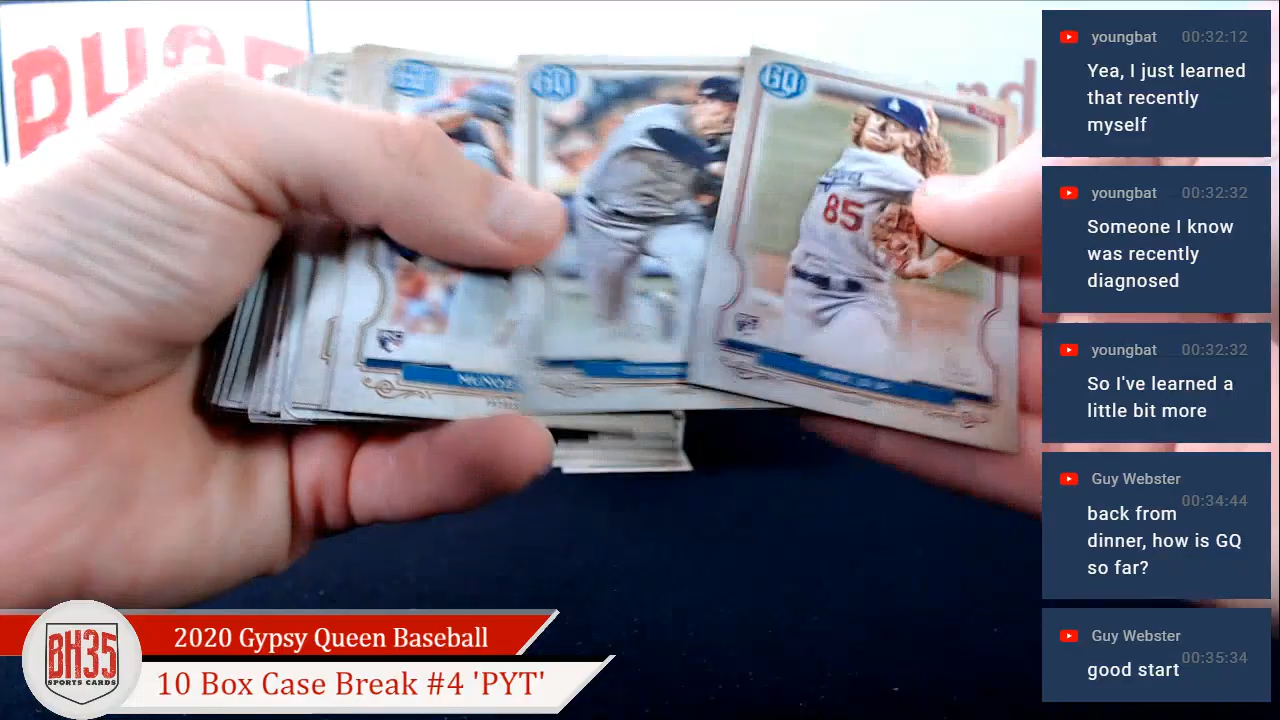 youngbat 00:32:12
Yea, I just learned
that recently
myself
youngbat 00:32:32
Someone I know
was recently
diagnosed
youngbat 00:32:32
So I've learned a
little bit more
Guy Webster
00:34:44
back from
dinner, how is GQ
so far?
Guy Webster
00:35:34
good start
GQ
GQ
GQ
85
MUNOZ
BH35
SPORTS CARDS
2020 Gypsy Queen Baseball
10 Box Case Break #4 'PYT'